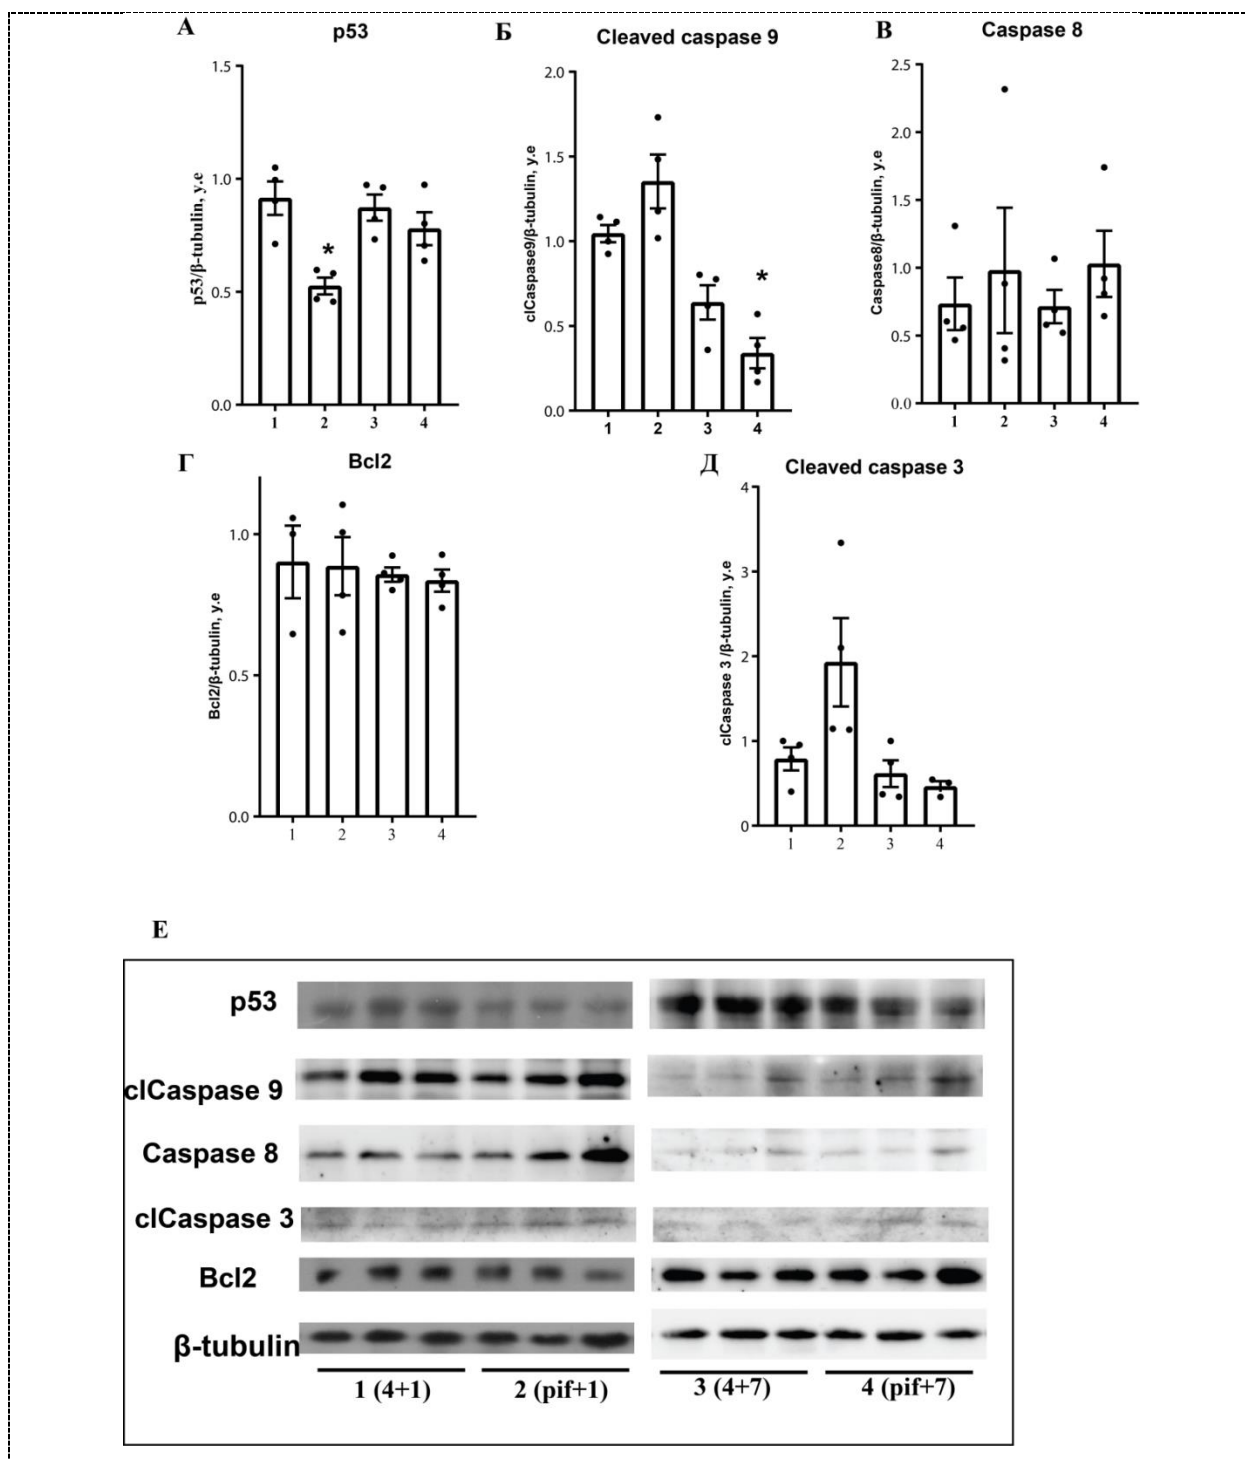 А
p53
p53/β-tubulin, y.e
1.5
1.0
0.5
0.0
*
1 2 3 4
Б
Cleaved caspase 9
clCaspase9/β-tubulin, y.e
2.0
1.5
1.0
0.5
0.0
*
1 2 3 4
В
Caspase 8
Caspase8/β-tubulin, y.e
2.5
2.0
1.5
1.0
0.5
0.0
1 2 3 4
Г
Bcl2
Bcl2/β-tubulin, y.e
1.0
0.5
0.0
1 2 3 4
Д
Cleaved caspase 3
clCaspase 3 /β-tubulin, y.e
4
3
2
1
0
1 2 3 4
Е
p53
clCaspase 9
Caspase 8
clCaspase 3
Bcl2
β-tubulin
1 (4+1) 2 (pif+1) 3 (4+7) 4 (pif+7)